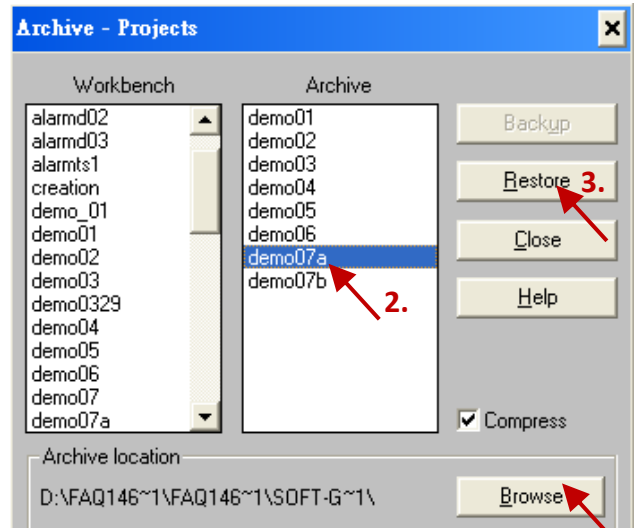 Archive - Projects
Workbench
Archive
alarmd02
alarmd03
alarmts1
creation
demo_01
demo01
demo02
demo03
demo0329
demo04
demo05
demo06
demo07
demo07a
demo01
demo02
demo03
demo04
demo05
demo06
demo07a
demo07b
2.
Backup
Restore 3.
Close
Help
Compress
Archive location
D:\FAQ146~1\FAQ146~1\SOFT-G~1\
Browse